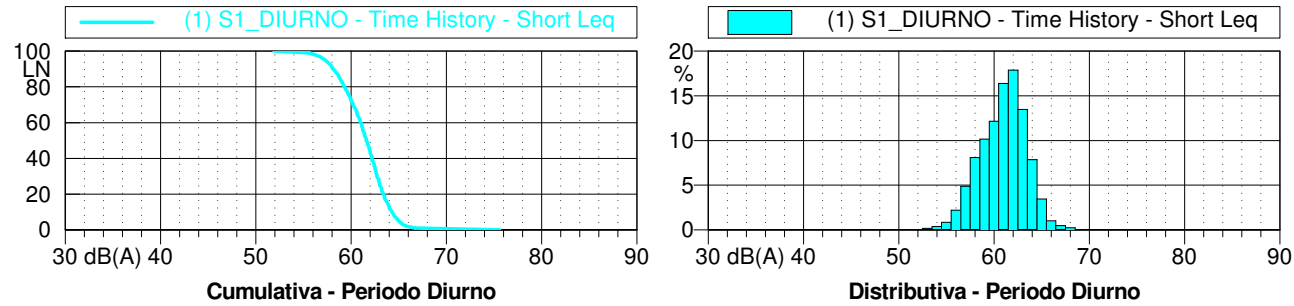 (1) S1_DIURNO - Time History - Short Leq
100
LN
80
60
40
20
0
30 dB(A) 40 50 60 70 80 90
Cumulativa - Periodo Diurno
(1) S1_DIURNO - Time History - Short Leq
20
%
15
10
5
0
30 dB(A) 40 50 60 70 80 90
Distributiva - Periodo Diurno